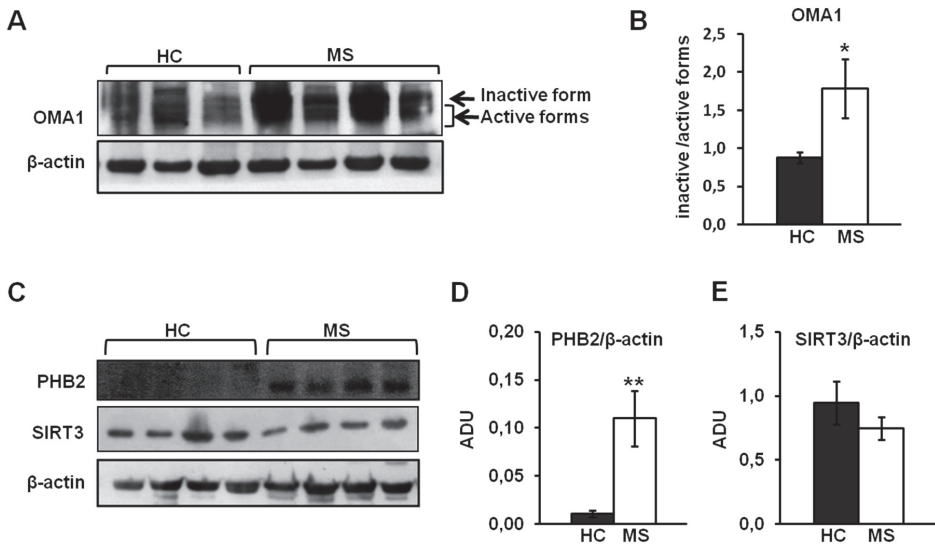 A
HC MS
OMA1
Inactive form
Active forms
β-actin
B
OMA1
inactive /active forms
2,5
2,0
1,5
1,0
0,5
0,0
HC MS
*
C
HC MS
PHB2
SIRT3
β-actin
D
PHB2/β-actin
ADU
0,20
0,15
0,10
0,05
0,00
**
HC MS
E
SIRT3/β-actin
ADU
1,5
1,0
0,5
0,0
HC MS